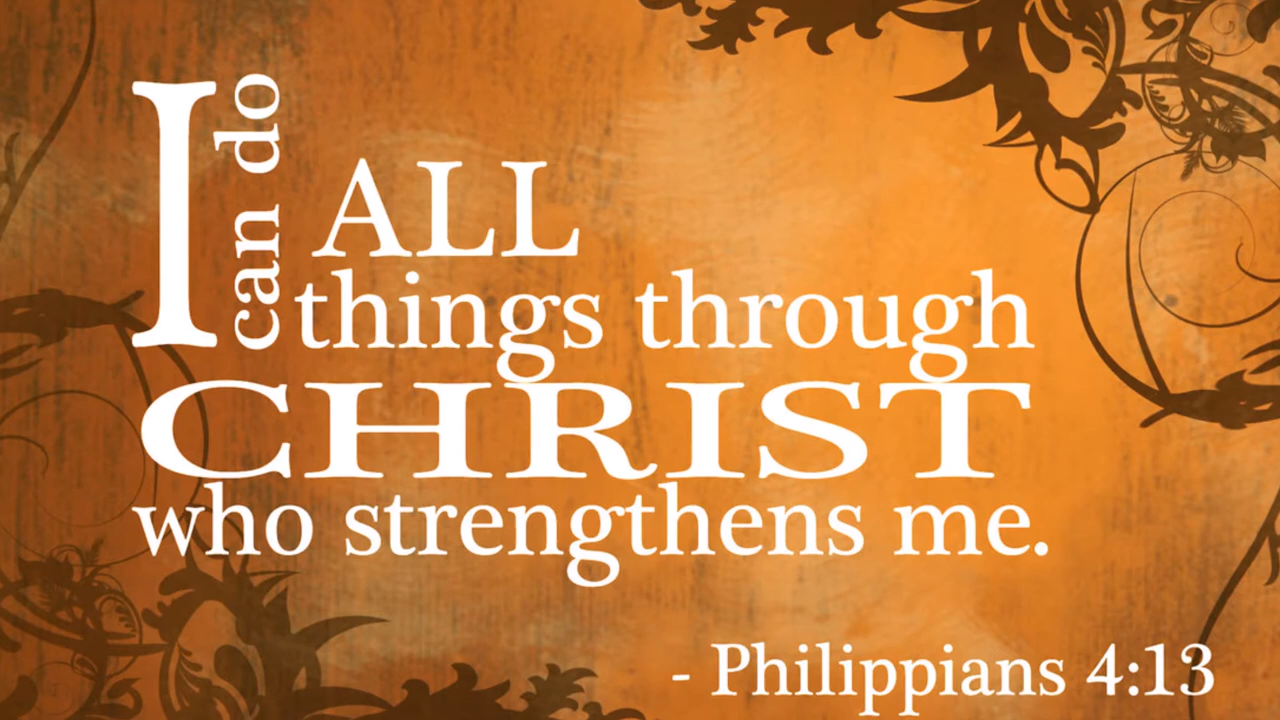 I can do ALL
things through
CHRIST
who strengthens me.
- Philippians 4:13